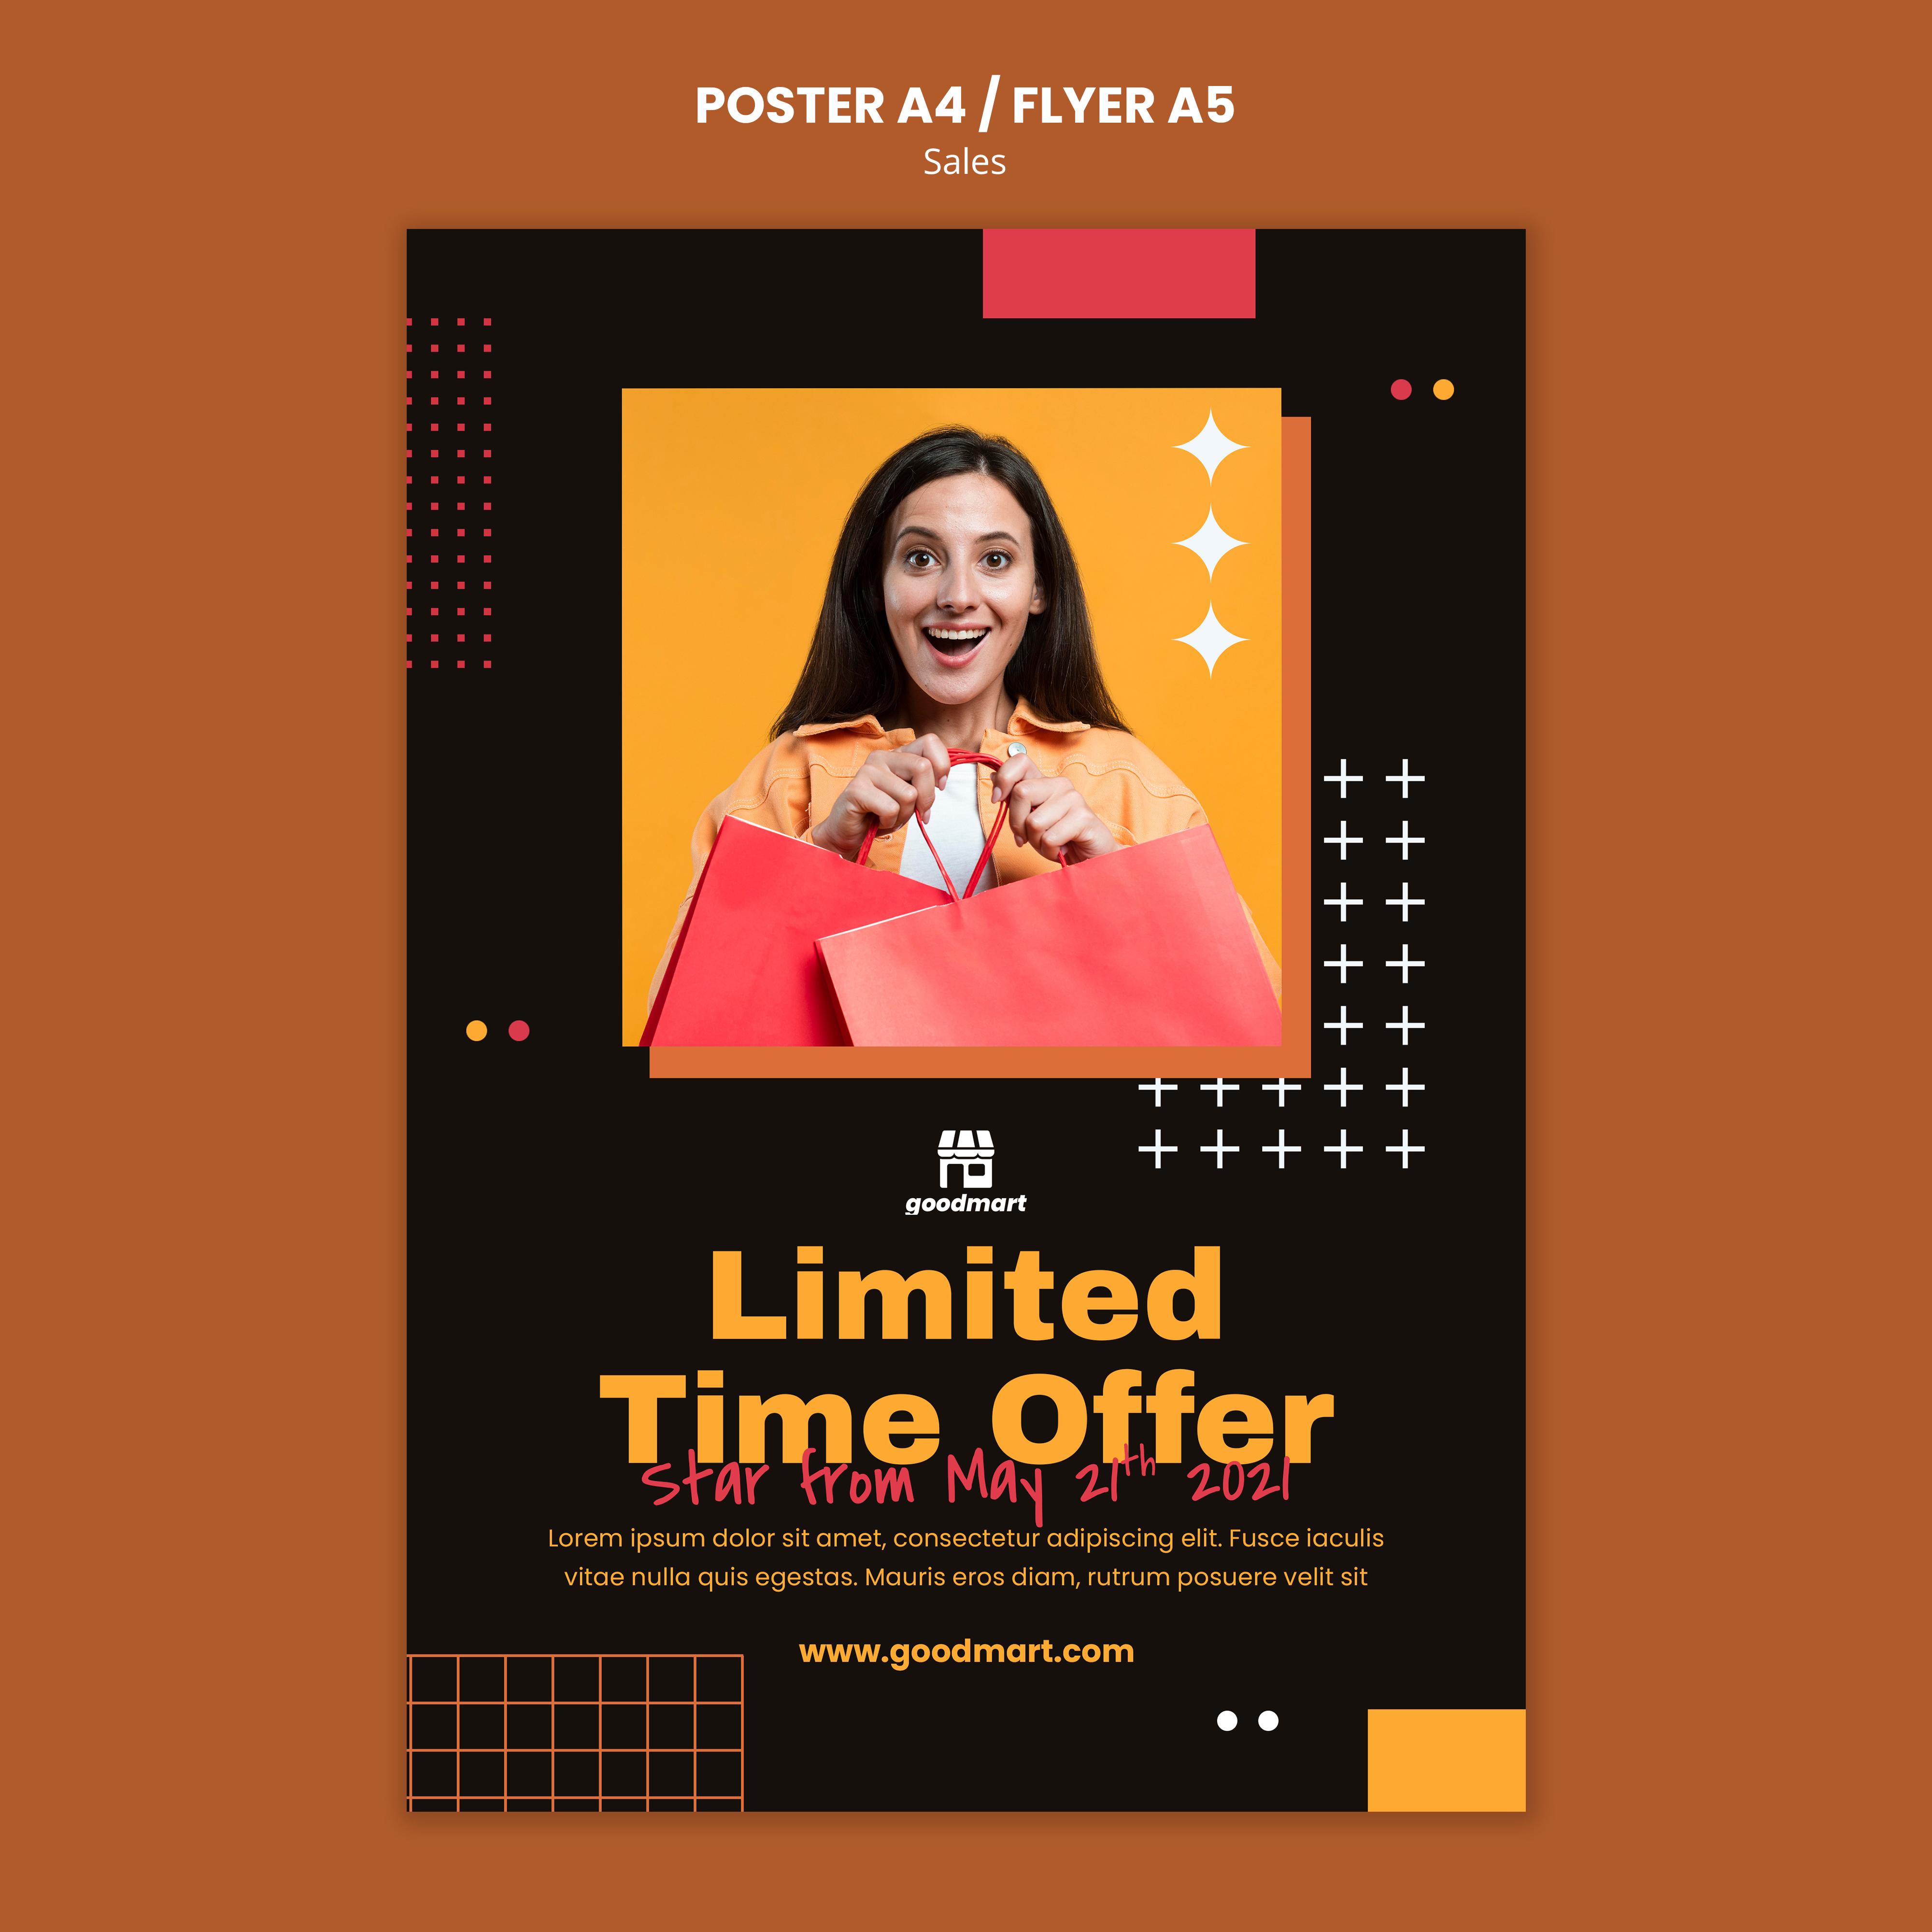 POSTER A4 / FLYER A5
Sales
goodmart
Limited
Time Offer
Star from May 21th 2021
Lorem ipsum dolor sit amet, consectetur adipiscing elit. Fusce iaculis
vitae nulla quis egestas. Mauris eros diam, rutrum posuere velit sit
www.goodmart.com